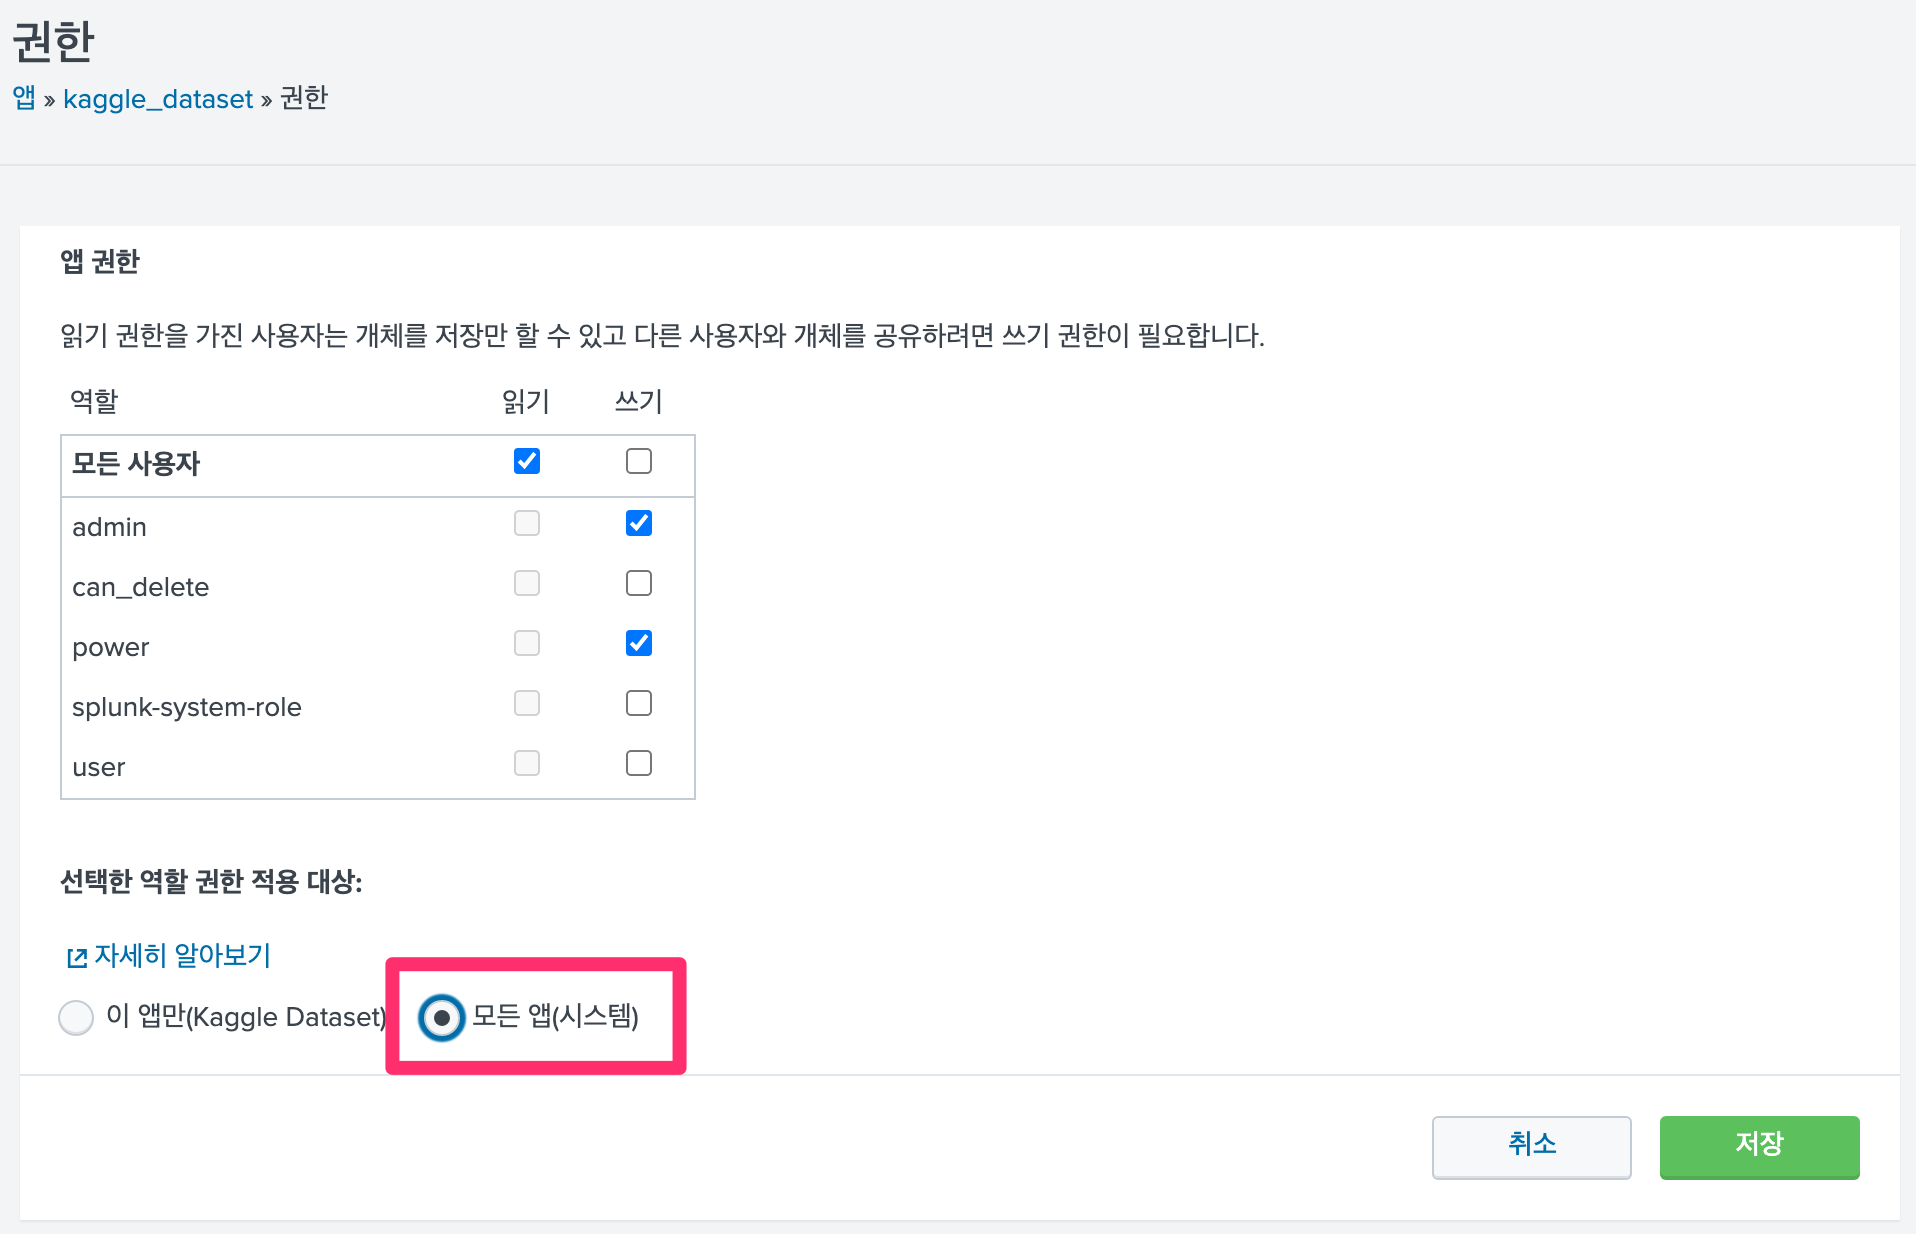 권한
앱 » kaggle_dataset » 권한
앱 권한
읽기 권한을 가진 사용자는 개체를 저장만 할 수 있고 다른 사용자와 개체를 공유하려면 쓰기 권한이 필요합니다.
역할 읽기 쓰기
모든 사용자
admin
can_delete
power
splunk-system-role
user
선택한 역할 권한 적용 대상:
자세히 알아보기
이 앱만(Kaggle Dataset) 모든 앱(시스템)
취소 저장